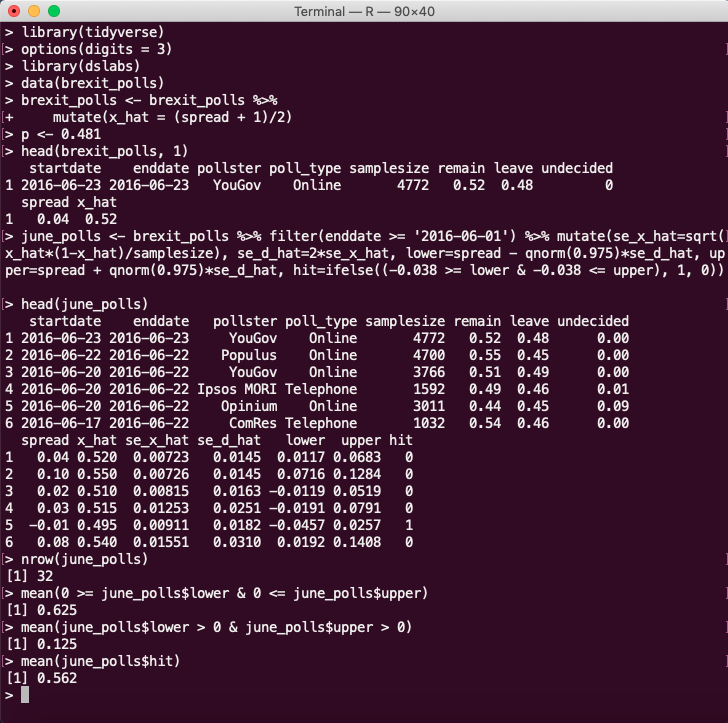 Terminal — R — 90×40
> library(tidyverse)
[> options(digits = 3)]
> library(dslabs)
> data(brexit_polls)
> brexit_polls <- brexit_polls %>%
[+     mutate(x_hat = (spread + 1)/2)]
> p <- 0.481
[> head(brexit_polls, 1)]
   startdate    enddate pollster poll_type samplesize remain leave undecided
1 2016-06-23 2016-06-23   YouGov    Online       4772   0.52  0.48         0
  spread x_hat
1   0.04  0.52
[> june_polls <- brexit_polls %>% filter(enddate >= '2016-06-01') %>% mutate(se_x_hat=sqrt(]
x_hat*(1-x_hat)/samplesize), se_d_hat=2*se_x_hat, lower=spread - qnorm(0.975)*se_d_hat, up
per=spread + qnorm(0.975)*se_d_hat, hit=ifelse((-0.038 >= lower & -0.038 <= upper), 1, 0))
[> head(june_polls)]
   startdate    enddate   pollster poll_type samplesize remain leave undecided
1 2016-06-23 2016-06-23     YouGov    Online       4772   0.52  0.48      0.00
2 2016-06-22 2016-06-22    Populus    Online       4700   0.55  0.45      0.00
3 2016-06-20 2016-06-22     YouGov    Online       3766   0.51  0.49      0.00
4 2016-06-20 2016-06-22 Ipsos MORI Telephone       1592   0.49  0.46      0.01
5 2016-06-20 2016-06-22    Opinium    Online       3011   0.44  0.45      0.09
6 2016-06-17 2016-06-22     ComRes Telephone       1032   0.54  0.46      0.00
  spread x_hat se_x_hat se_d_hat   lower  upper hit
1   0.04 0.520  0.00723   0.0145  0.0117 0.0683   0
2   0.10 0.550  0.00726   0.0145  0.0716 0.1284   0
3   0.02 0.510  0.00815   0.0163 -0.0119 0.0519   0
4   0.03 0.515  0.01253   0.0251 -0.0191 0.0791   0
5  -0.01 0.495  0.00911   0.0182 -0.0457 0.0257   1
6   0.08 0.540  0.01551   0.0310  0.0192 0.1408   0
[> nrow(june_polls)]
[1] 32
[> mean(0 >= june_polls$lower & 0 <= june_polls$upper)]
[1] 0.625
[> mean(june_polls$lower > 0 & june_polls$upper > 0)]
[1] 0.125
[> mean(june_polls$hit)]
[1] 0.562
>